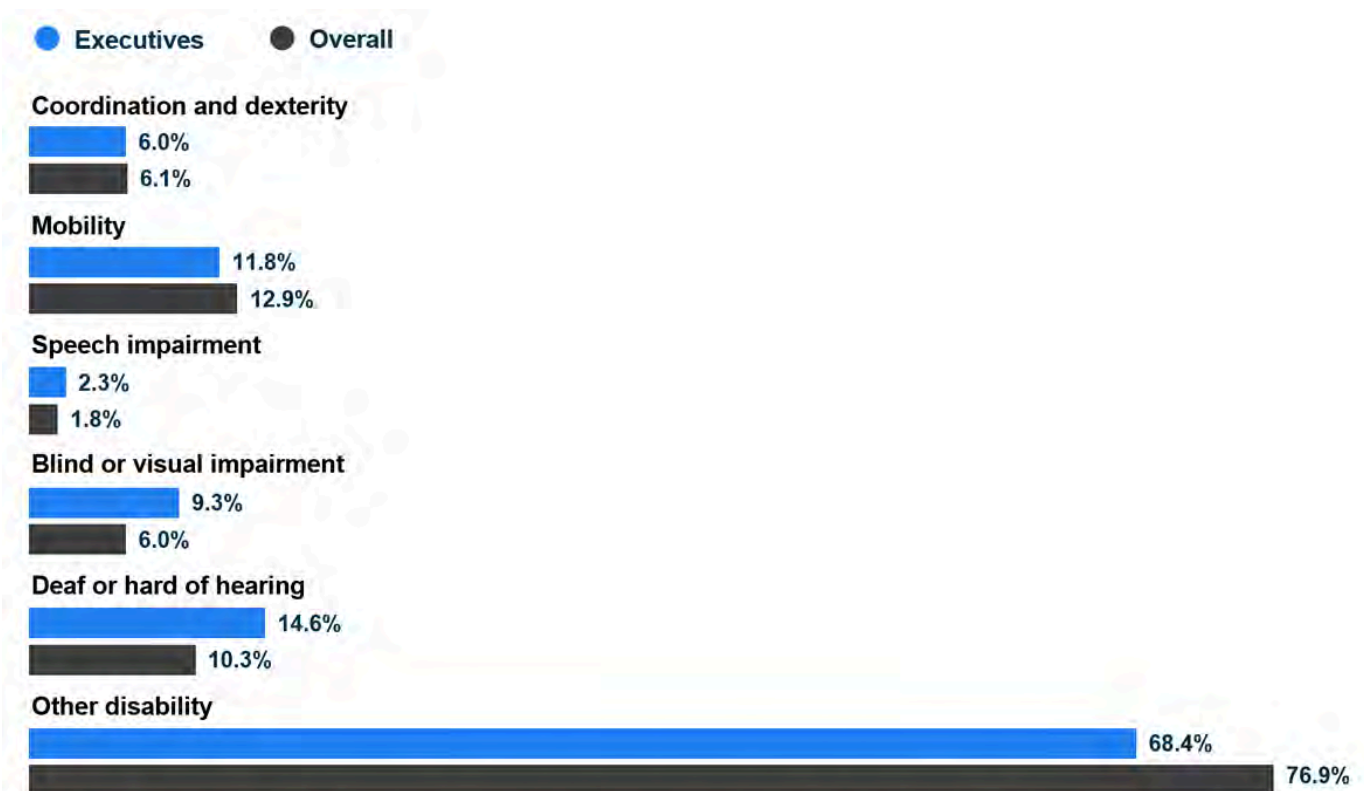 Executives Overall
Coordination and dexterity
6.0%
6.1%
Mobility
11.8%
12.9%
Speech impairment
2.3%
1.8%
Blind or visual impairment
9.3%
6.0%
Deaf or hard of hearing
14.6%
10.3%
Other disability
68.4%
76.9%